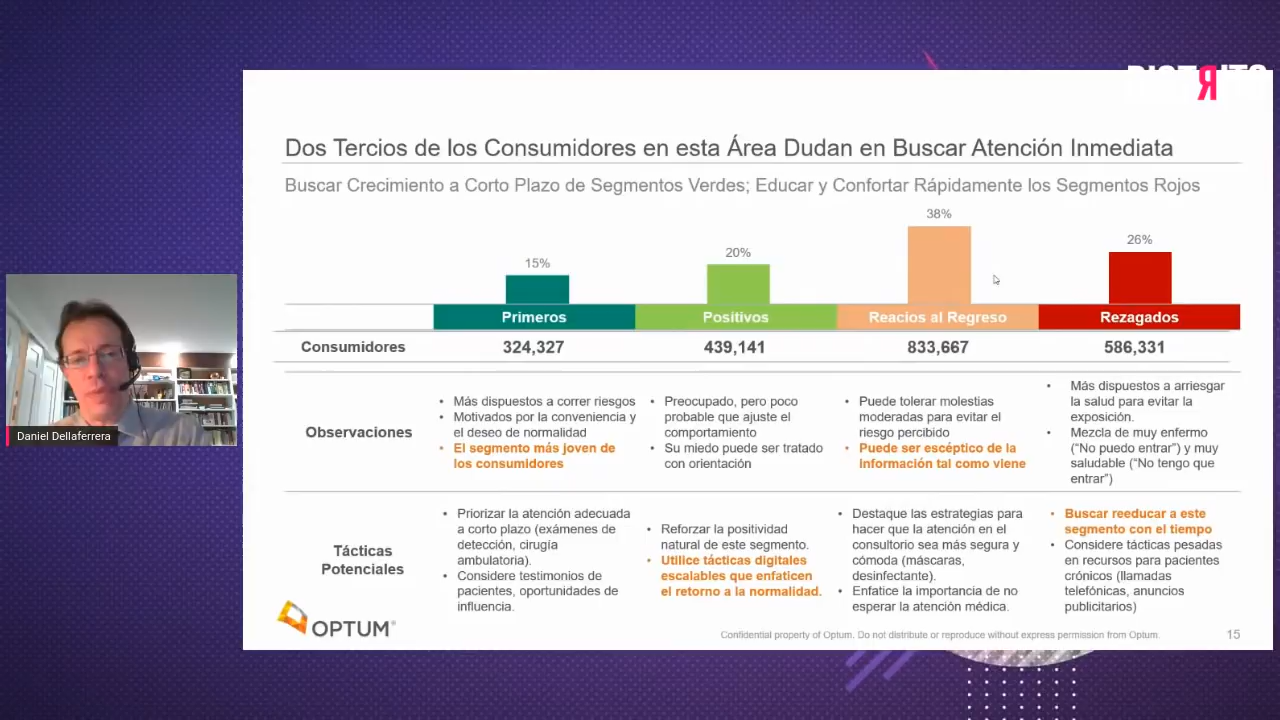 Dos Tercios de los Consumidores en esta Área Dudan en Buscar Atención Inmediata
Buscar Crecimiento a Corto Plazo de Segmentos Verdes; Educar y Confortar Rápidamente los Segmentos Rojos
15%
20%
38%
26%
Primeros
Positivos
Reacios al Regreso
Rezagados
Consumidores
324,327
439,141
833,667
586,331
Observaciones
• Más dispuestos a correr riesgos
• Motivados por la conveniencia y
el deseo de normalidad
• El segmento más joven de
los consumidores
• Preocupado, pero poco
probable que ajuste el
comportamiento
• Su miedo puede ser tratado
con orientación
• Puede tolerar molestias
moderadas para evitar el
riesgo percibido
• Puede ser escéptico de la
Información tal como viene
• Más dispuestos a arriesgar
la salud para evitar la
exposición.
• Mezcla de muy enfermo
("No puedo entrar") y muy
saludable ("No tengo que
entrar")
Tácticas
Potenciales
• Priorizar la atención adecuada
a corto plazo (exámenes de
detección, cirugía
ambulatoria).
• Considere testimonios de
pacientes, oportunidades de
influencia.
• Reforzar la positividad
natural de este segmento.
• Utilice tácticas digitales
escalables que enfaticen
el retorno a la normalidad.
• Destaque las estrategias para
hacer que la atención en el
consultorio sea más segura y
cómoda (máscaras,
desinfectante).
• Enfatice la importancia de no
esperar la atención médica.
• Buscar reeducar a este
segmento con el tiempo
• Considere tácticas pesadas
en recursos para pacientes
crónicos (llamadas
telefónicas, anuncios
publicitarios)
OPTUM®
Confidential property of Optum. Do not distribute or reproduce without express permission from Optum.
15
Daniel Dellaferrera